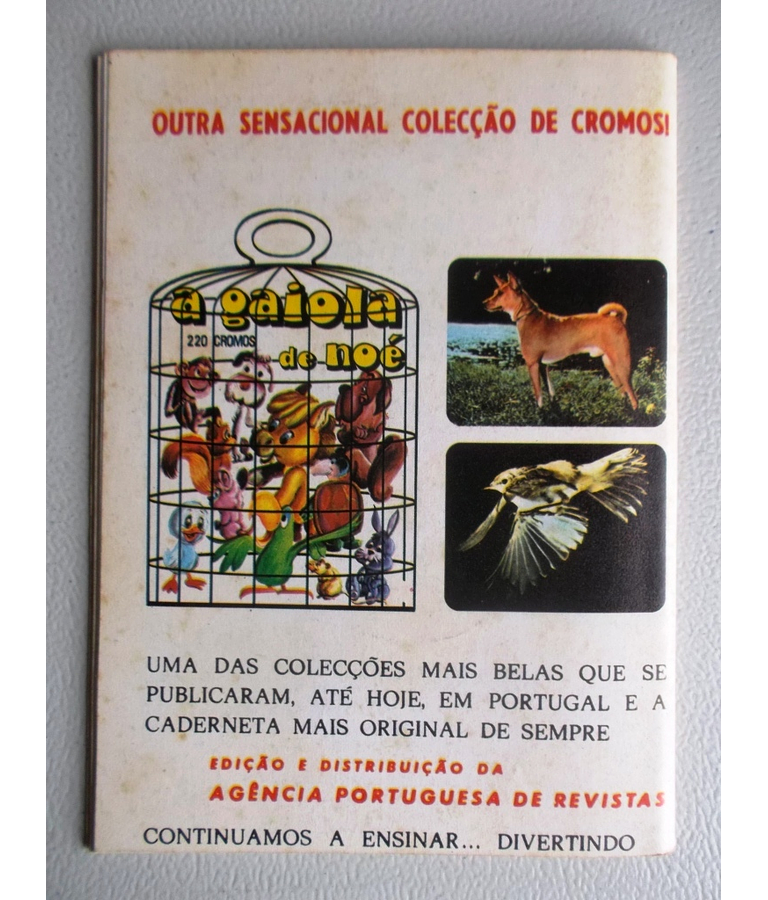 OUTRA SENSACIONAL COLECÇÃO DE CROMOS!
a gaiola
220 CROMOS
de noé
UMA DAS COLECÇÕES MAIS BELAS QUE SE
PUBLICARAM, ATÉ HOJE, EM PORTUGAL E A
CADERNETA MAIS ORIGINAL DE SEMPRE
EDIÇÃO E DISTRIBUIÇÃO DA
AGÊNCIA PORTUGUESA DE REVISTAS
CONTINUAMOS A ENSINAR... DIVERTINDO